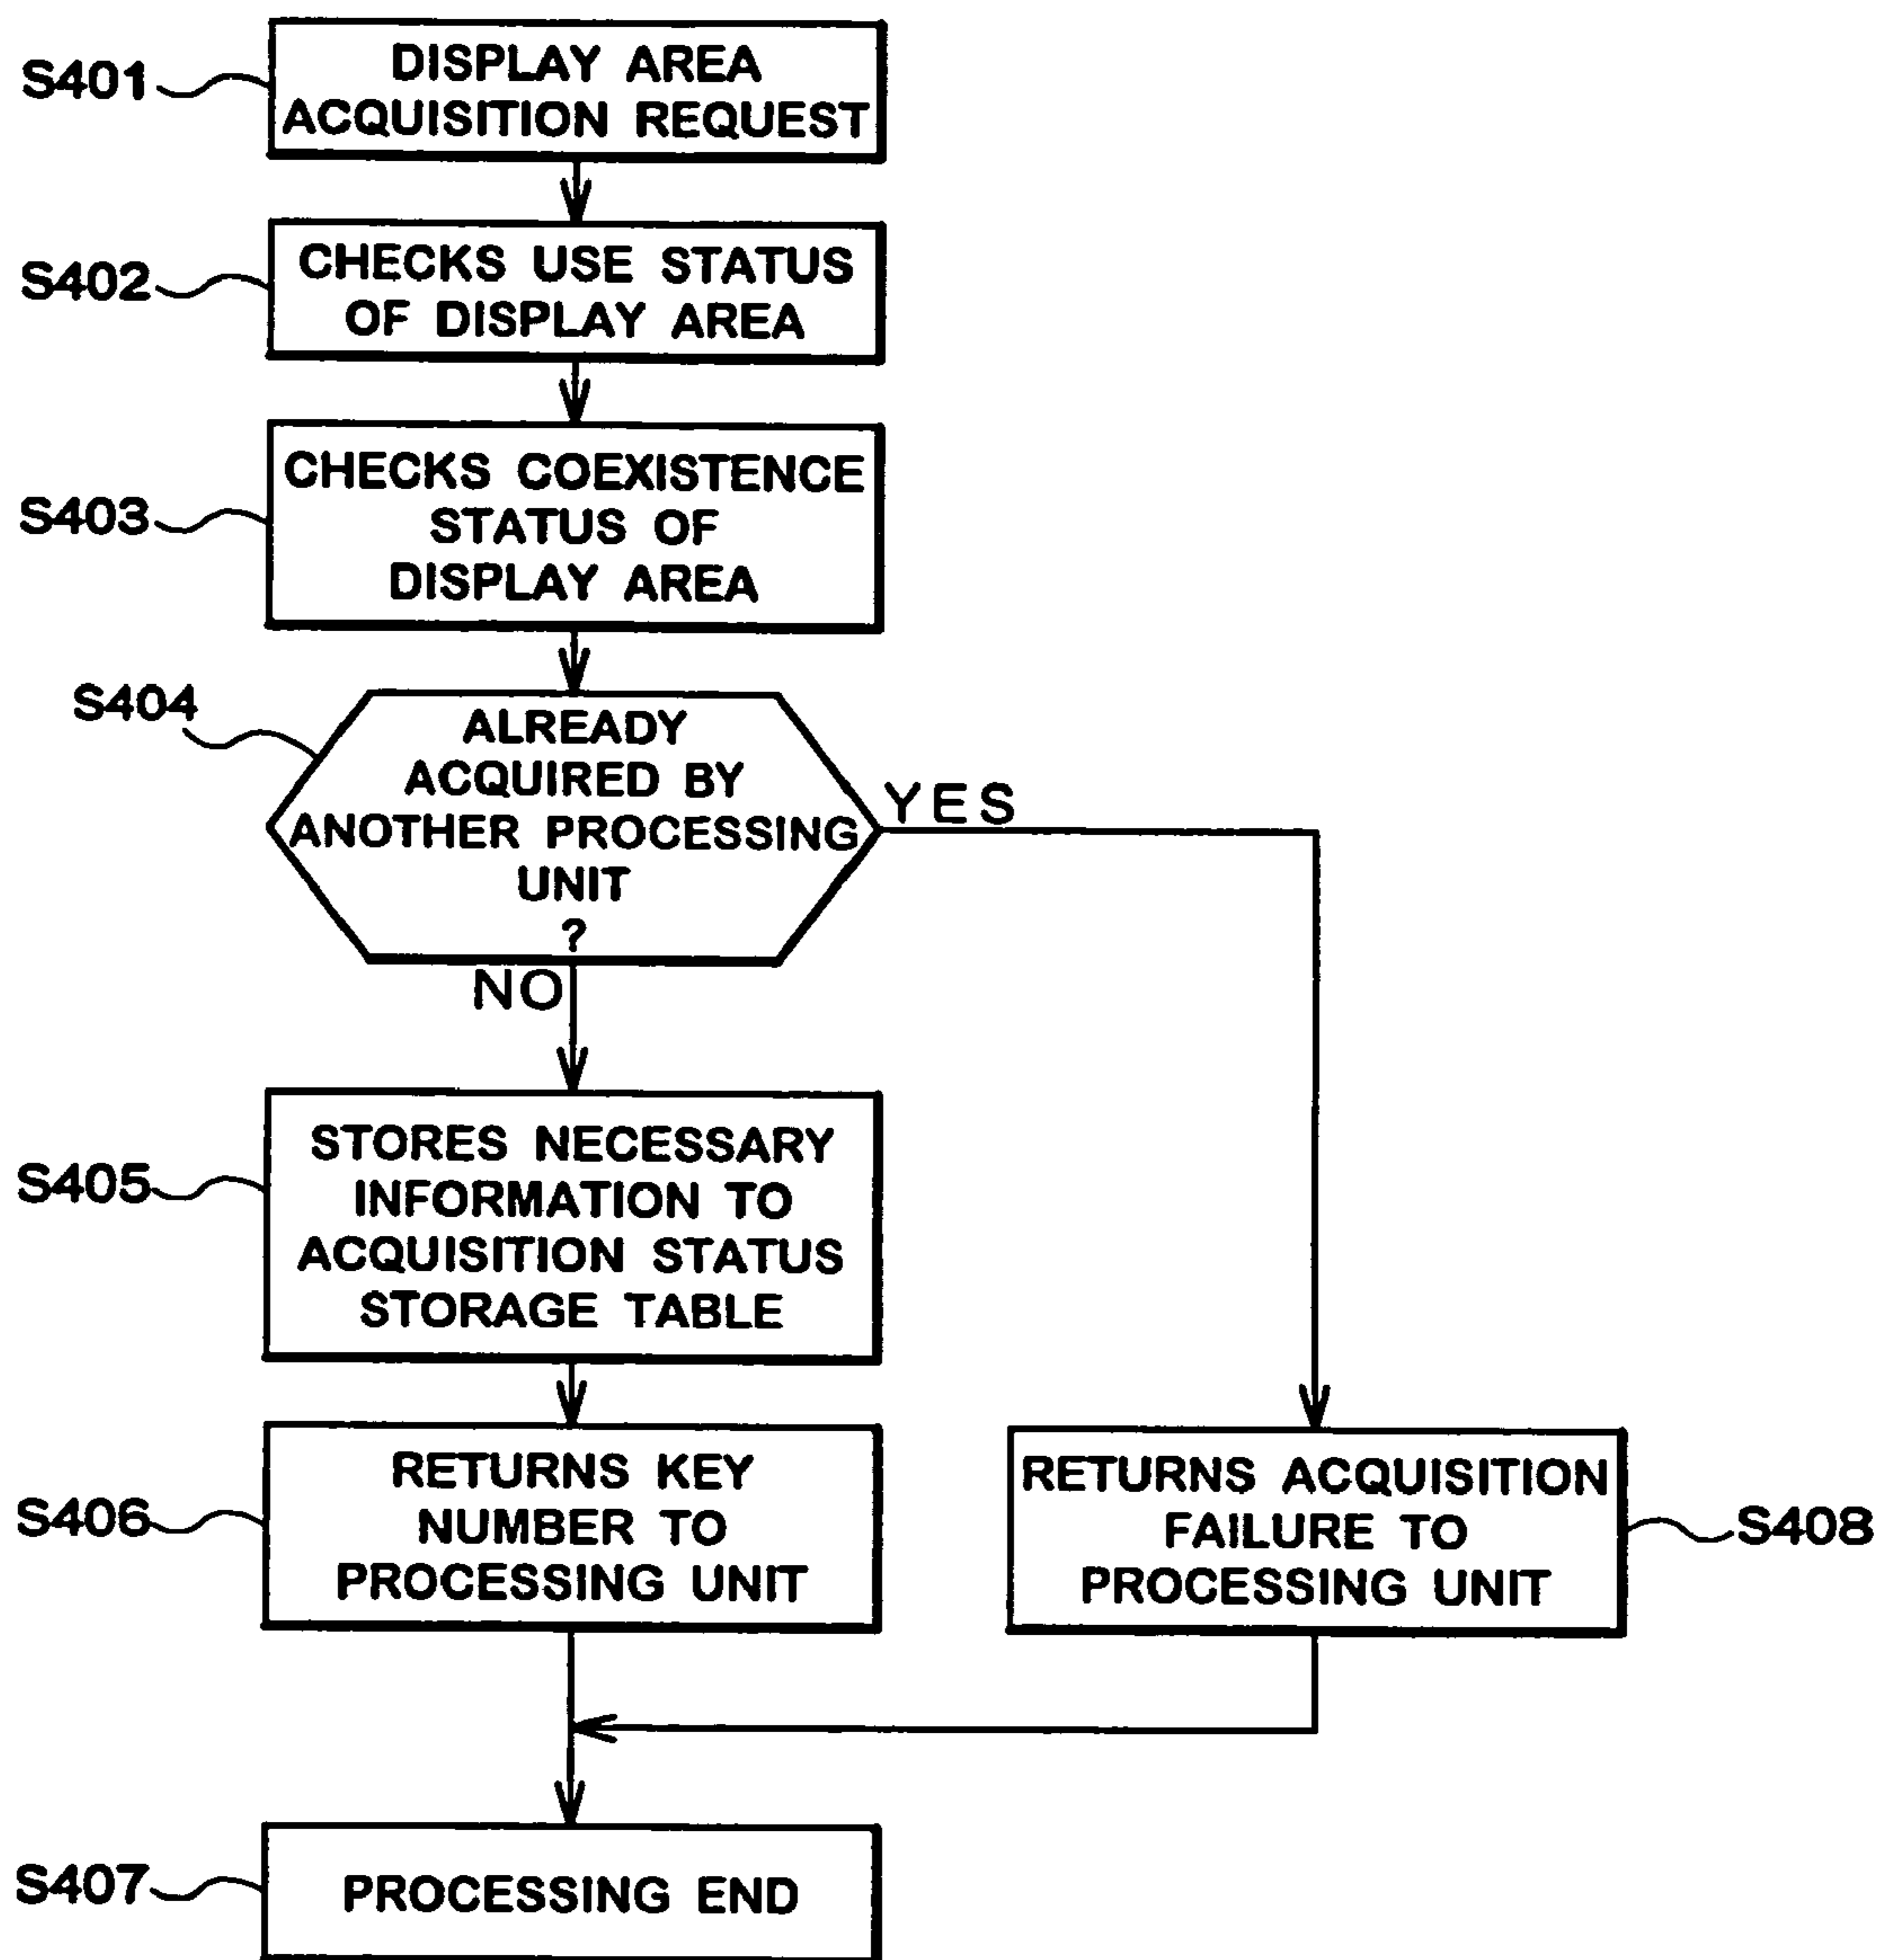 S401
DISPLAY AREA
ACQUISITION REQUEST
S402
CHECKS USE STATUS
OF DISPLAY AREA
S403
CHECKS COEXISTENCE
STATUS OF
DISPLAY AREA
S404
ALREADY
ACQUIRED BY
ANOTHER PROCESSING
UNIT
?
YES
NO
S405
STORES NECESSARY
INFORMATION TO
ACQUISITION STATUS
STORAGE TABLE
S406
RETURNS KEY
NUMBER TO
PROCESSING UNIT
RETURNS ACQUISITION
FAILURE TO
PROCESSING UNIT
S408
S407
PROCESSING END